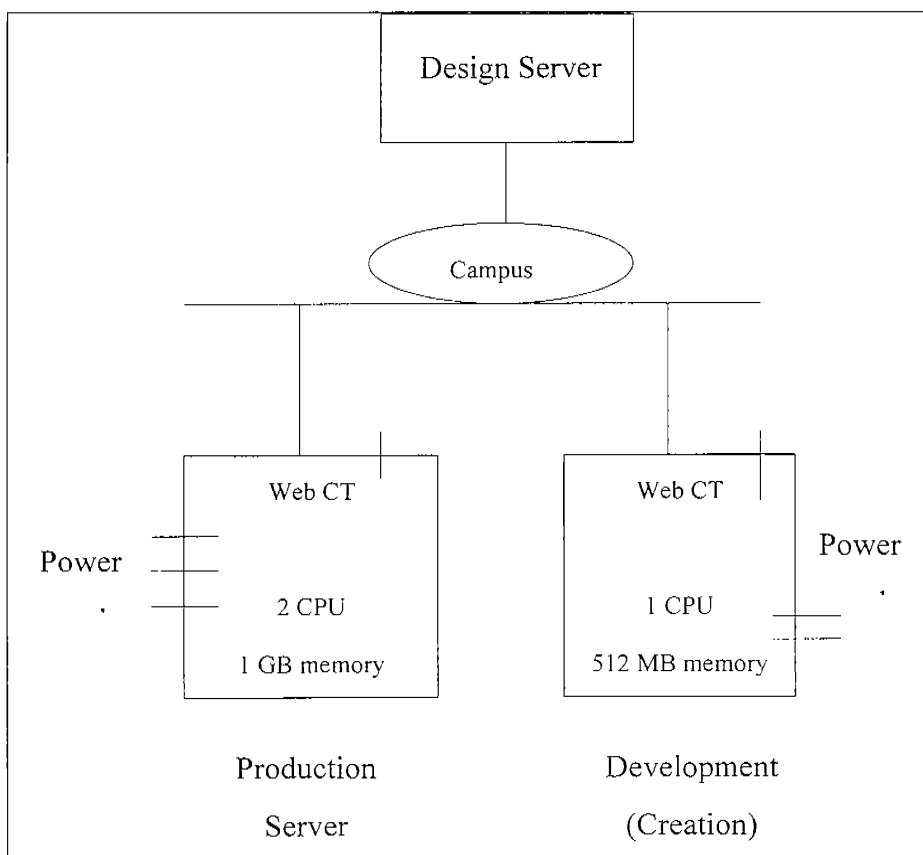 Design Server
Campus
Web CT
Web CT
Power
Power
2 CPU
1 CPU
1 GB memory
512 MB memory
Production
Server
Development
(Creation)